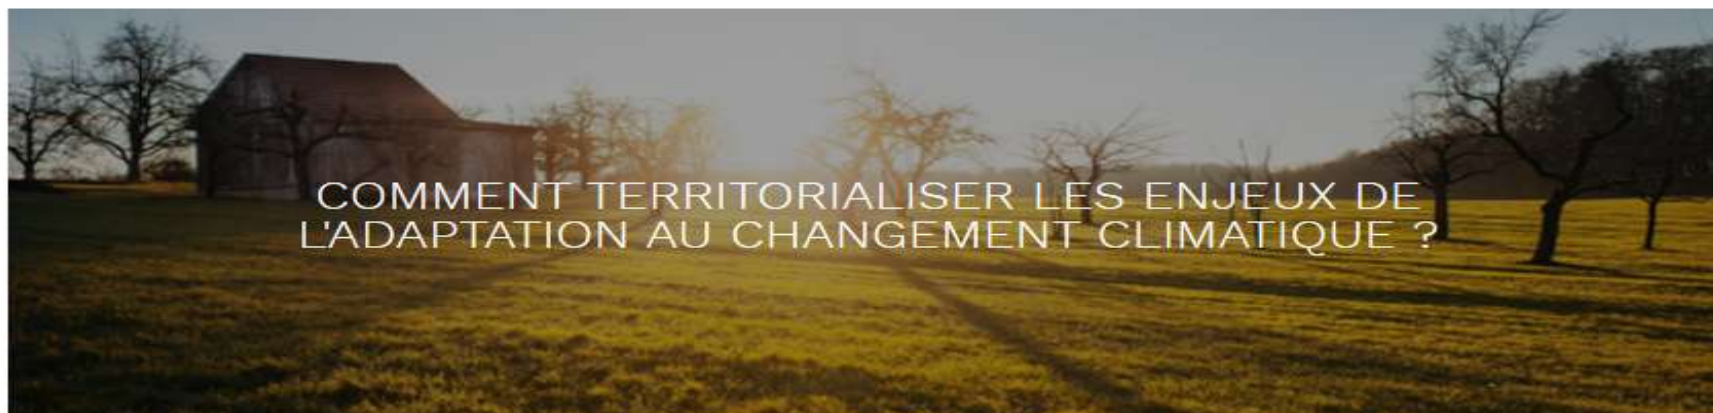 COMMENT TERRITORIALISER LES ENJEUX DE
L'ADAPTATION AU CHANGEMENT CLIMATIQUE ?